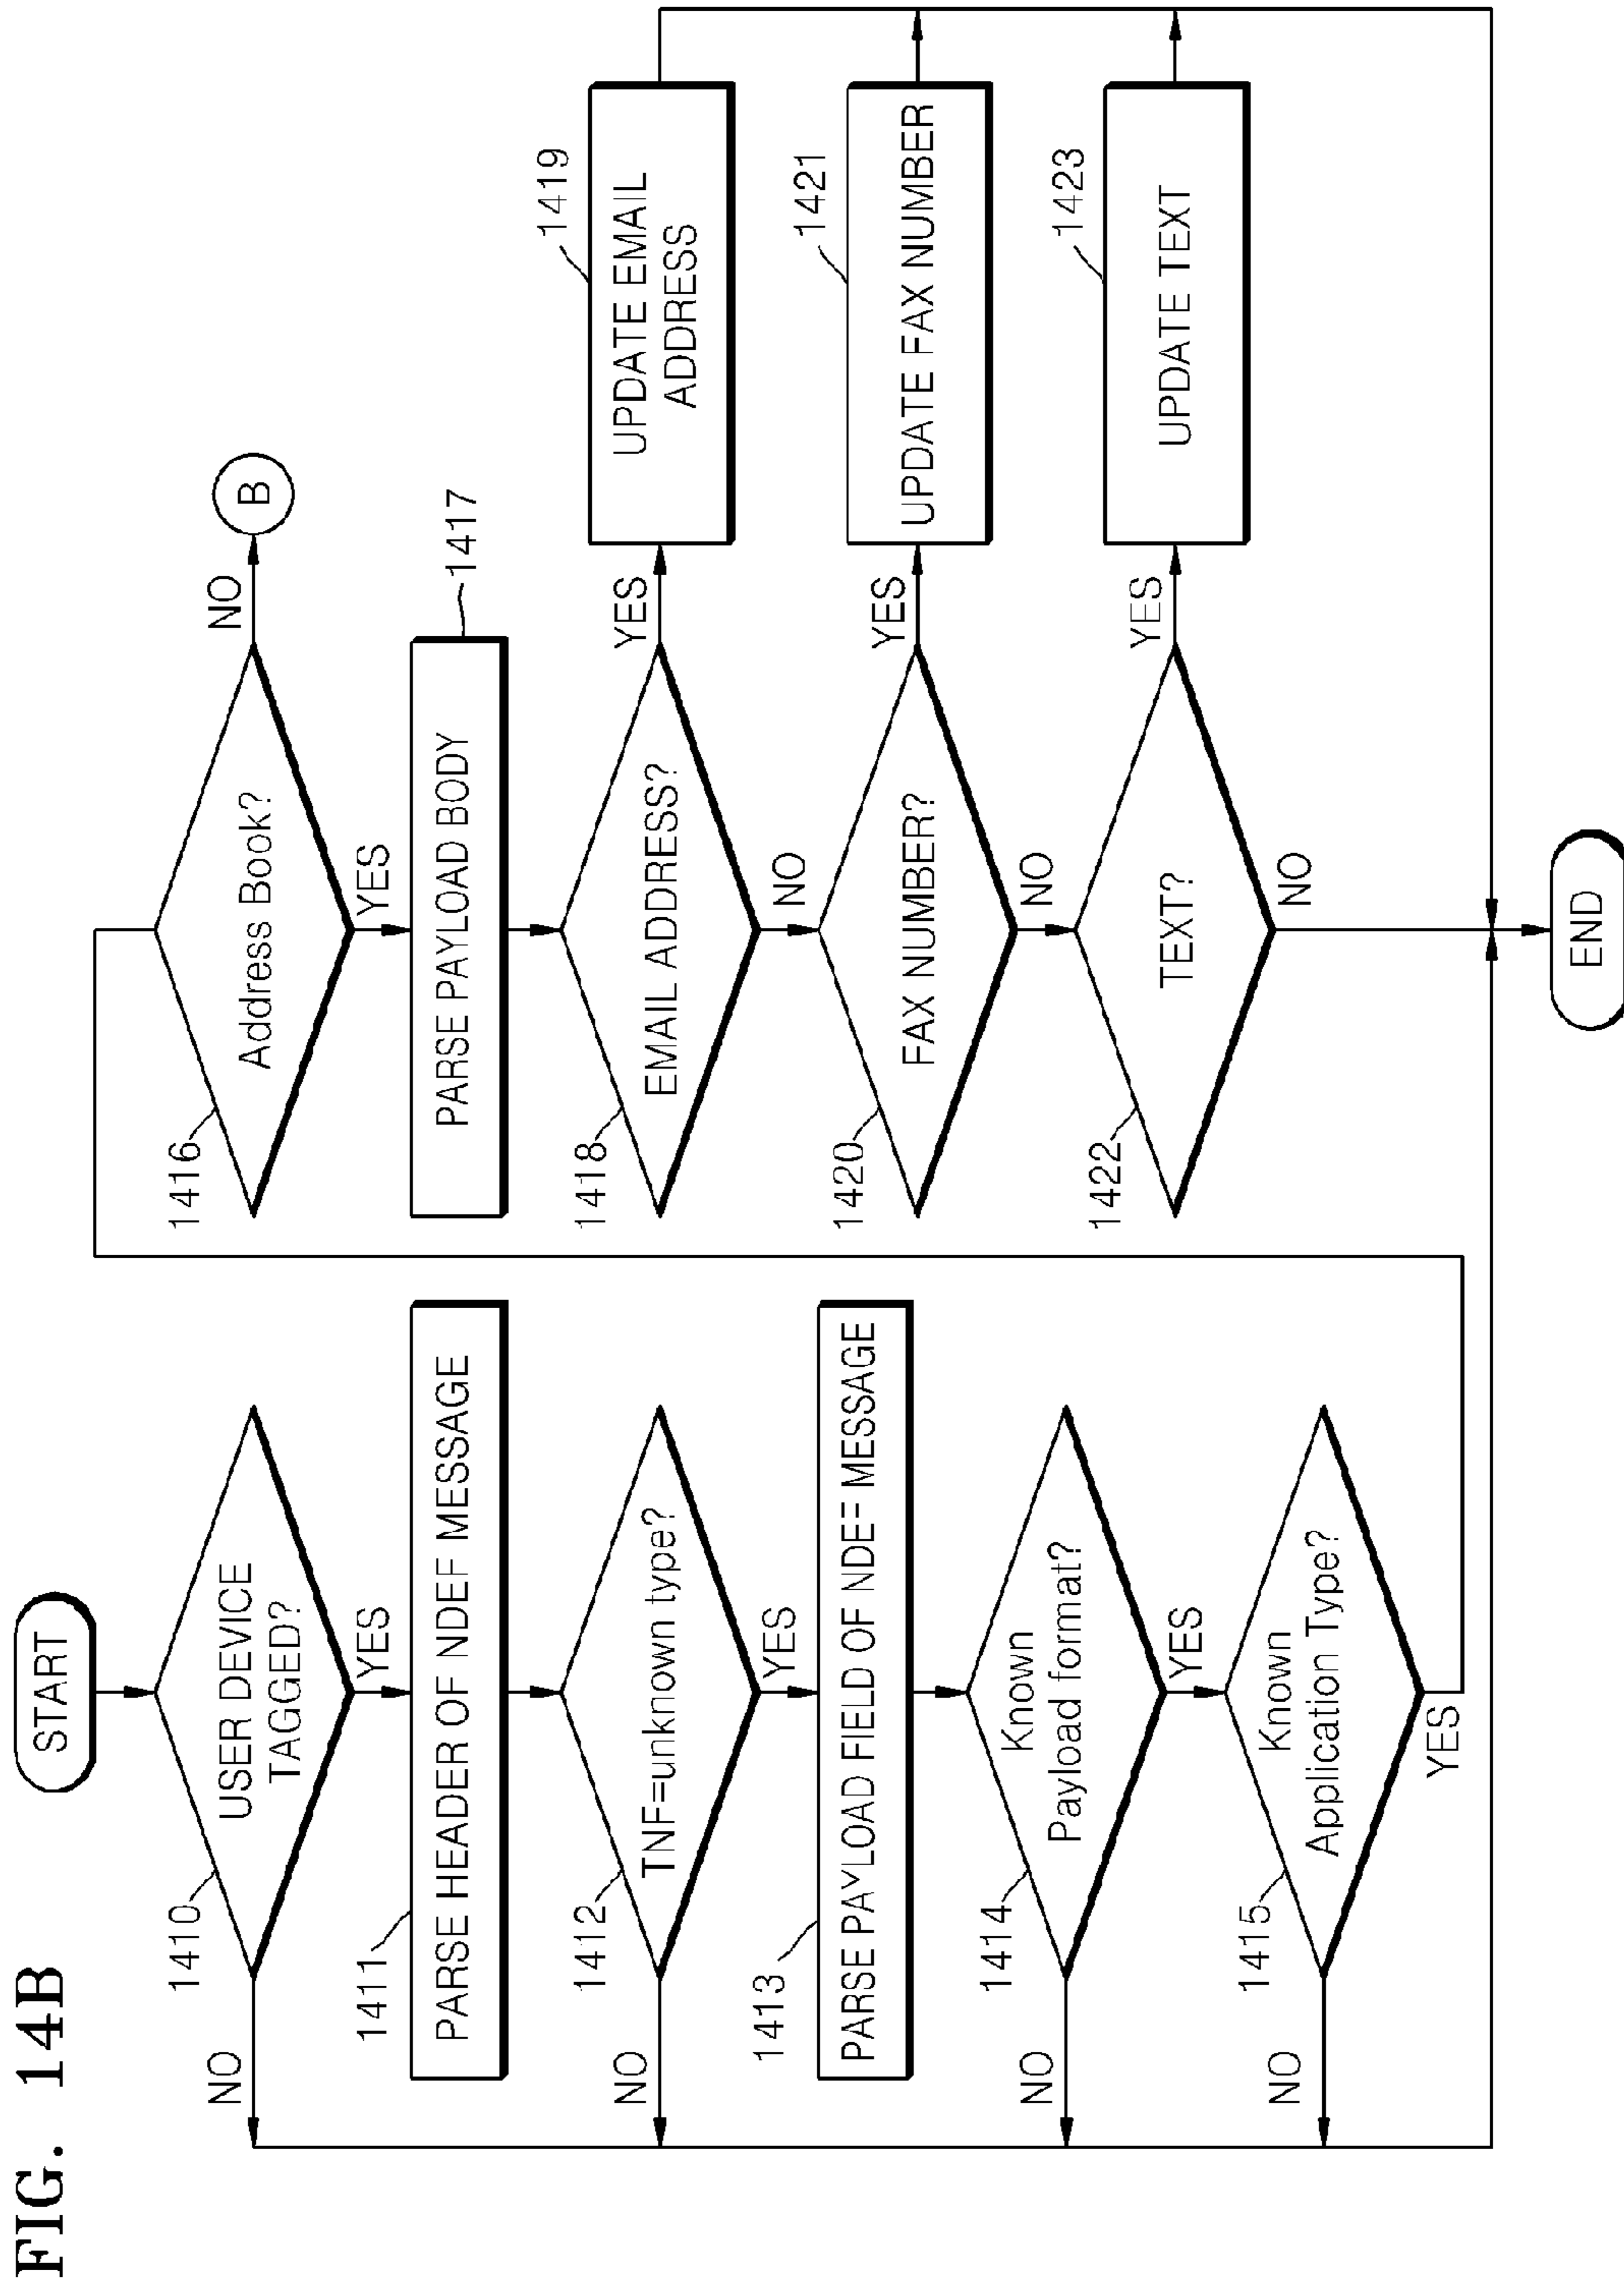 FIG. 14B
START
1410
USER DEVICE
TAGGED?
NO
YES
1411
PARSE HEADER OF NDEF MESSAGE
1412
TNF=unknown type?
NO
YES
1413
PARSE PAYLOAD FIELD OF NDEF MESSAGE
1414
Known
Payload format?
NO
YES
1415
Known
Application Type?
NO
YES
1416
Address Book?
NO
B
YES
1417
PARSE PAYLOAD BODY
1418
EMAIL ADDRESS?
YES
1419
UPDATE EMAIL
ADDRESS
NO
1420
FAX NUMBER?
YES
1421
UPDATE FAX NUMBER
NO
1422
TEXT?
YES
1423
UPDATE TEXT
NO
END